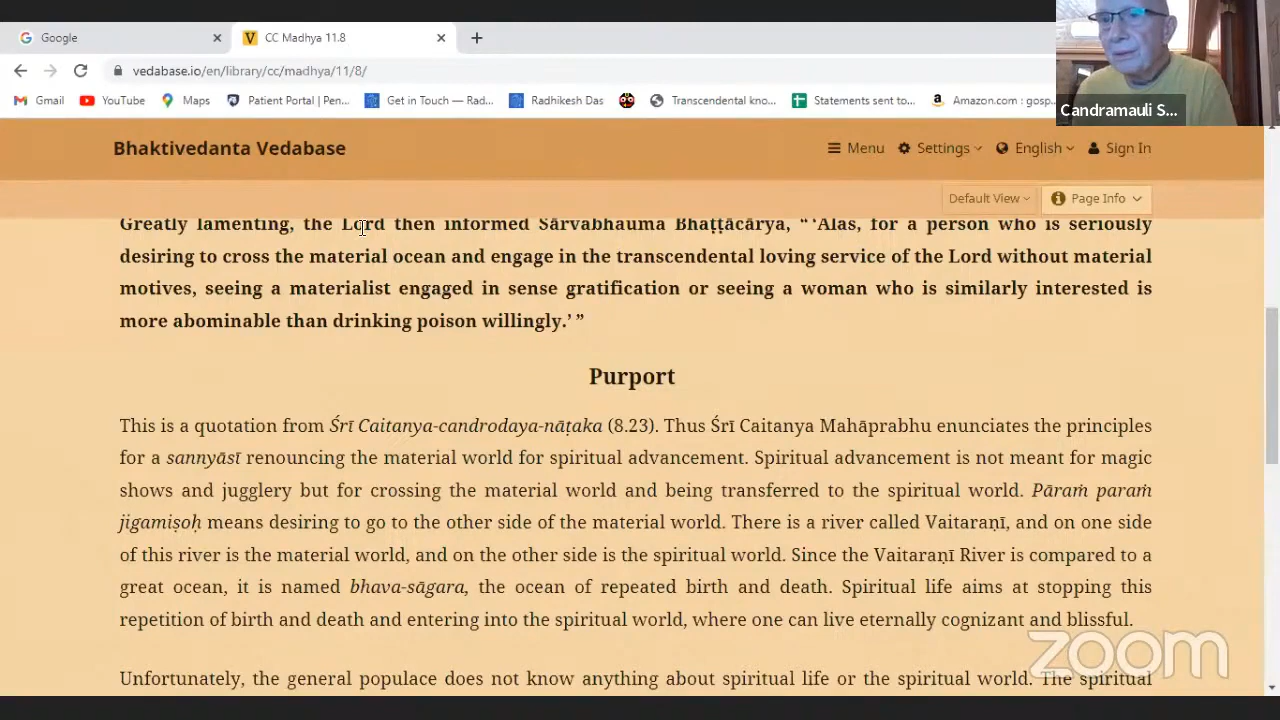 Google
CC Madhya 11.8
vedabase.io/en/library/cc/madhya/11/8/
Gmail YouTube Maps Patient Portal | Pen... Get in Touch — Rad... Radhikesh Das Transcendental kno... Statements sent to... Amazon.com : gosp...
Candramauli S...
Bhaktivedanta Vedabase
Menu Settings English Sign In
Default View Page Info
Greatly lamenting, the Lord then informed Sārvabhauma Bhaṭṭācārya, “ ‘Alas, for a person who is seriously
desiring to cross the material ocean and engage in the transcendental loving service of the Lord without material
motives, seeing a materialist engaged in sense gratification or seeing a woman who is similarly interested is
more abominable than drinking poison willingly.’ ”
Purport
This is a quotation from Śrī Caitanya-candrodaya-nāṭaka (8.23). Thus Śrī Caitanya Mahāprabhu enunciates the principles
for a sannyāsī renouncing the material world for spiritual advancement. Spiritual advancement is not meant for magic
shows and jugglery but for crossing the material world and being transferred to the spiritual world. Pāraṁ paraṁ
jigamiṣoḥ means desiring to go to the other side of the material world. There is a river called Vaitaraṇī, and on one side
of this river is the material world, and on the other side is the spiritual world. Since the Vaitaraṇī River is compared to a
great ocean, it is named bhava-sāgara, the ocean of repeated birth and death. Spiritual life aims at stopping this
repetition of birth and death and entering into the spiritual world, where one can live eternally cognizant and blissful.
zoom
Unfortunately, the general populace does not know anything about spiritual life or the spiritual world. The spiritual